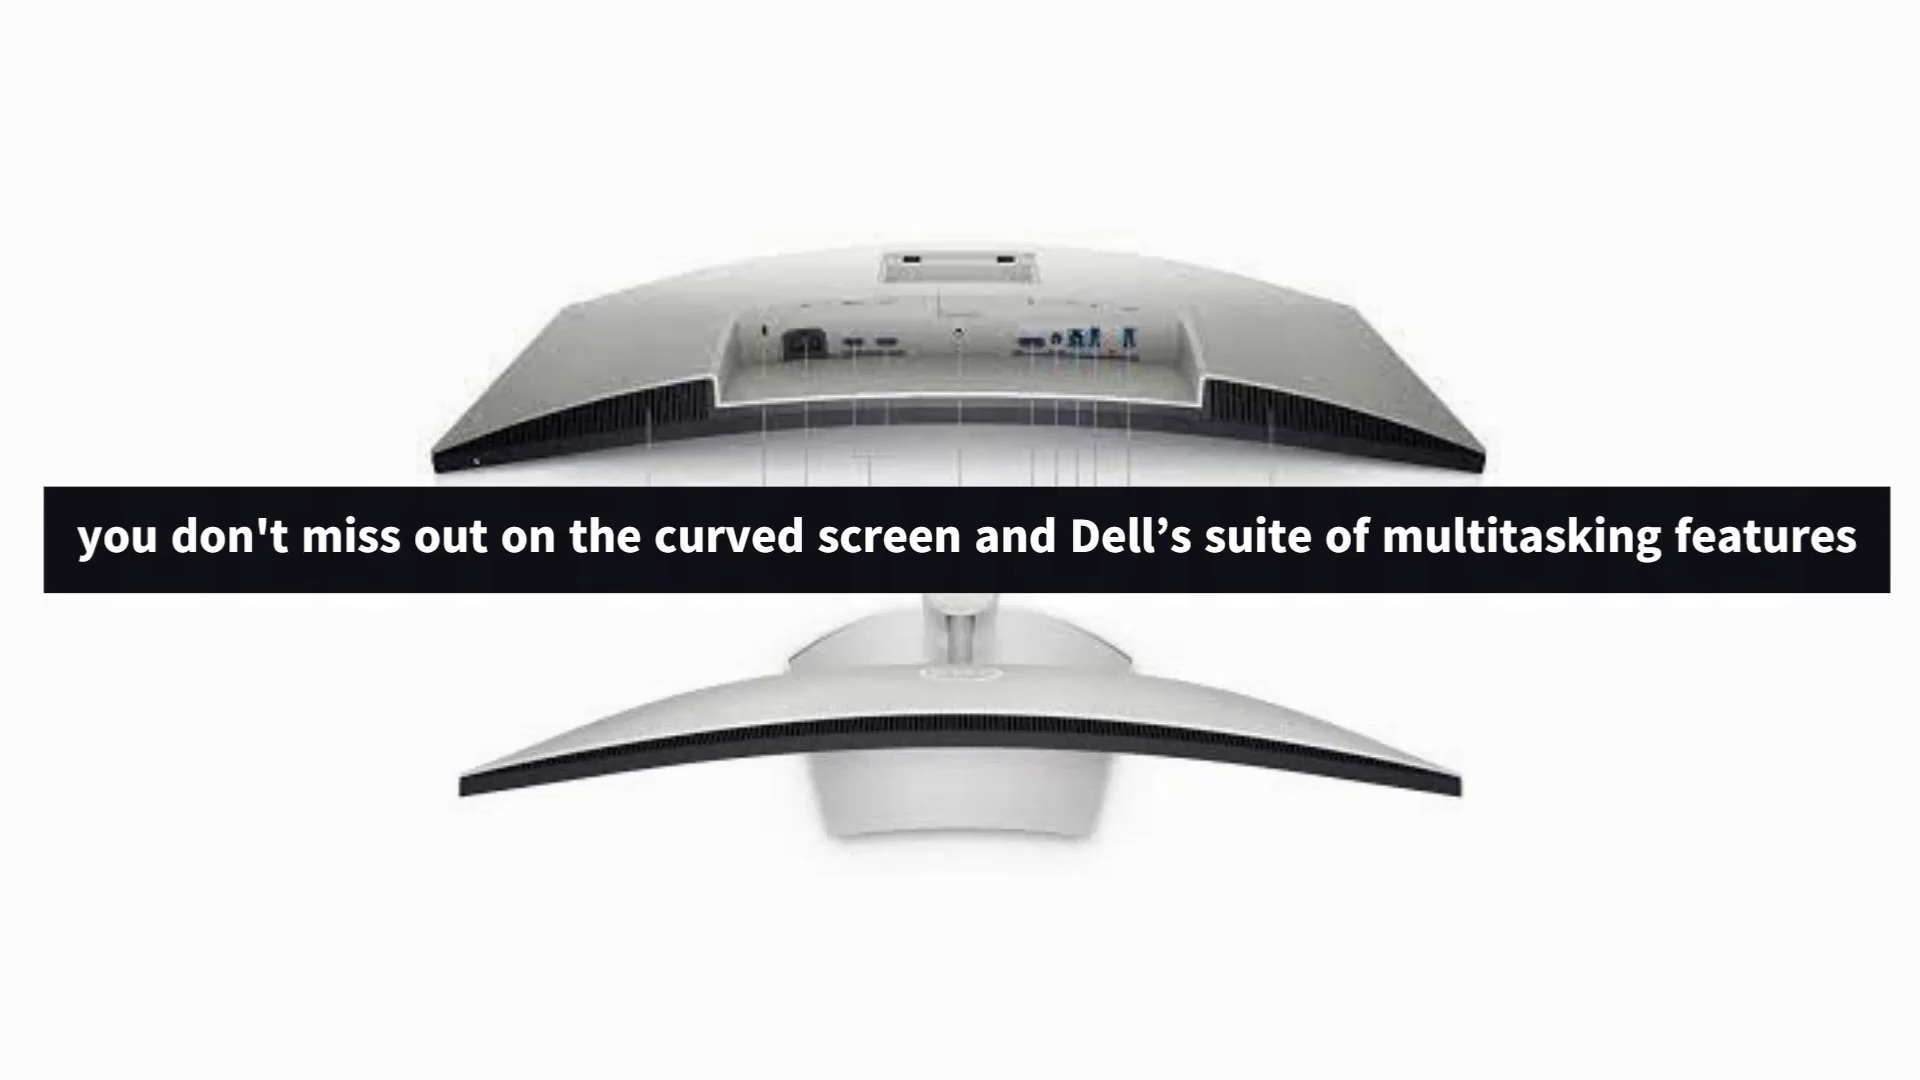 you don't miss out on the curved screen and Dell’s suite of multitasking features